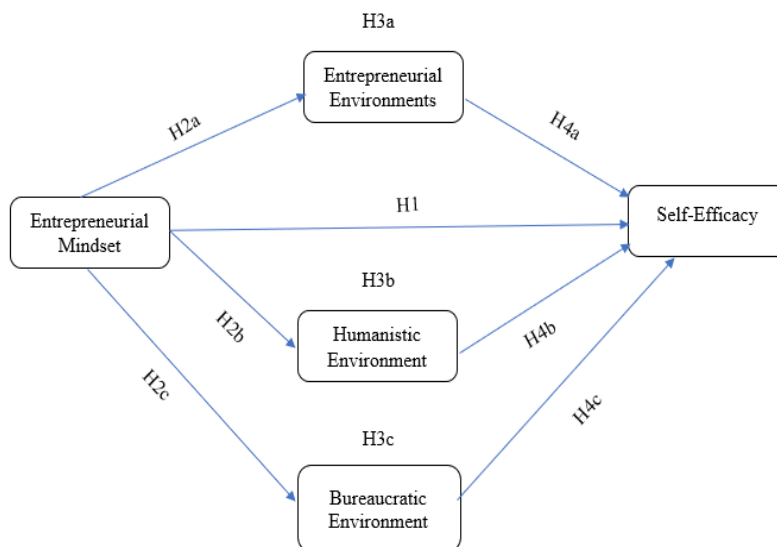 H3a
Entrepreneurial
Environments
H2a
H4a
Entrepreneurial
Mindset
H1
Self-Efficacy
H3b
H2b
Humanistic
Environment
H4b
H2c
H3c
H4c
Bureaucratic
Environment